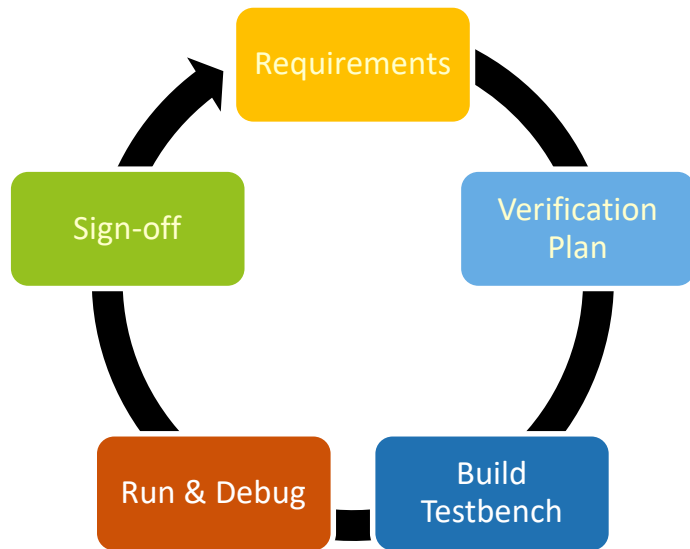 Requirements
Verification
Plan
Build
Testbench
Run & Debug
Sign-off